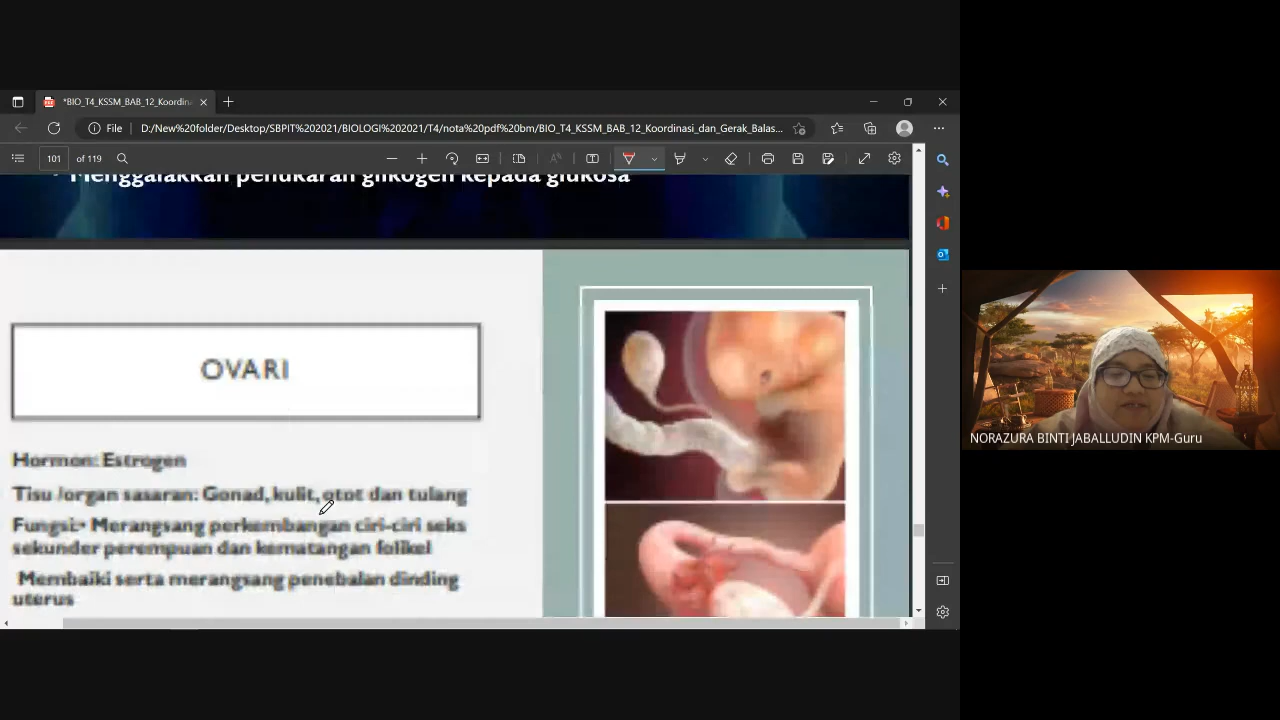 *BIO_T4_KSSM_BAB_12_Koordina
File
D:/New%20folder/Desktop/SBPIT%202021/BIOLOGI%202021/T4/nota%20pdf%20bm/BIO_T4_KSSM_BAB_12_Koordinasi_dan_Gerak_Balas...
101 of 119
Menggalakkan penukaran glikogen kepada glukosa
OVARI
Hormon: Estrogen
Tisu /organ sasaran: Gonad, kulit, otot dan tulang
Fungsi:• Merangsang perkembangan ciri-ciri seks
sekunder perempuan dan kematangan folikel
Membaiki serta merangsang penebalan dinding
uterus
NORAZURA BINTI JABALLUDIN KPM-Guru